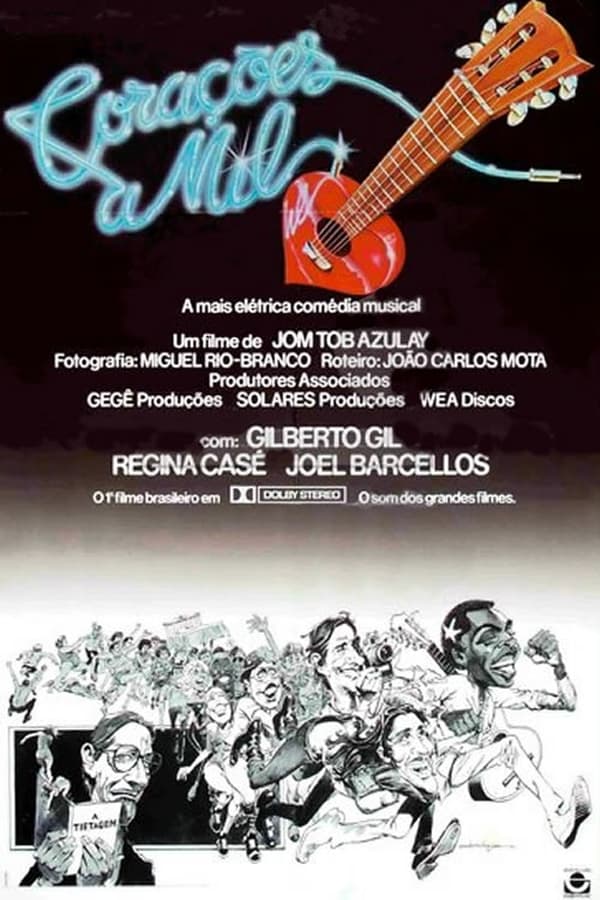 Corações
a Mil
A mais elétrica comédia musical
Um filme de JOM TOB AZULAY
Fotografia: MIGUEL RIO-BRANCO Roteiro: JOÃO CARLOS MOTA
Produtores Associados
GEGÊ Produções SOLARES Produções WEA Discos
com: GILBERTO GIL
REGINA CASÉ JOEL BARCELLOS
O 1º filme brasileiro em DOLBY STEREO O som dos grandes filmes.
A
TIETAGEM